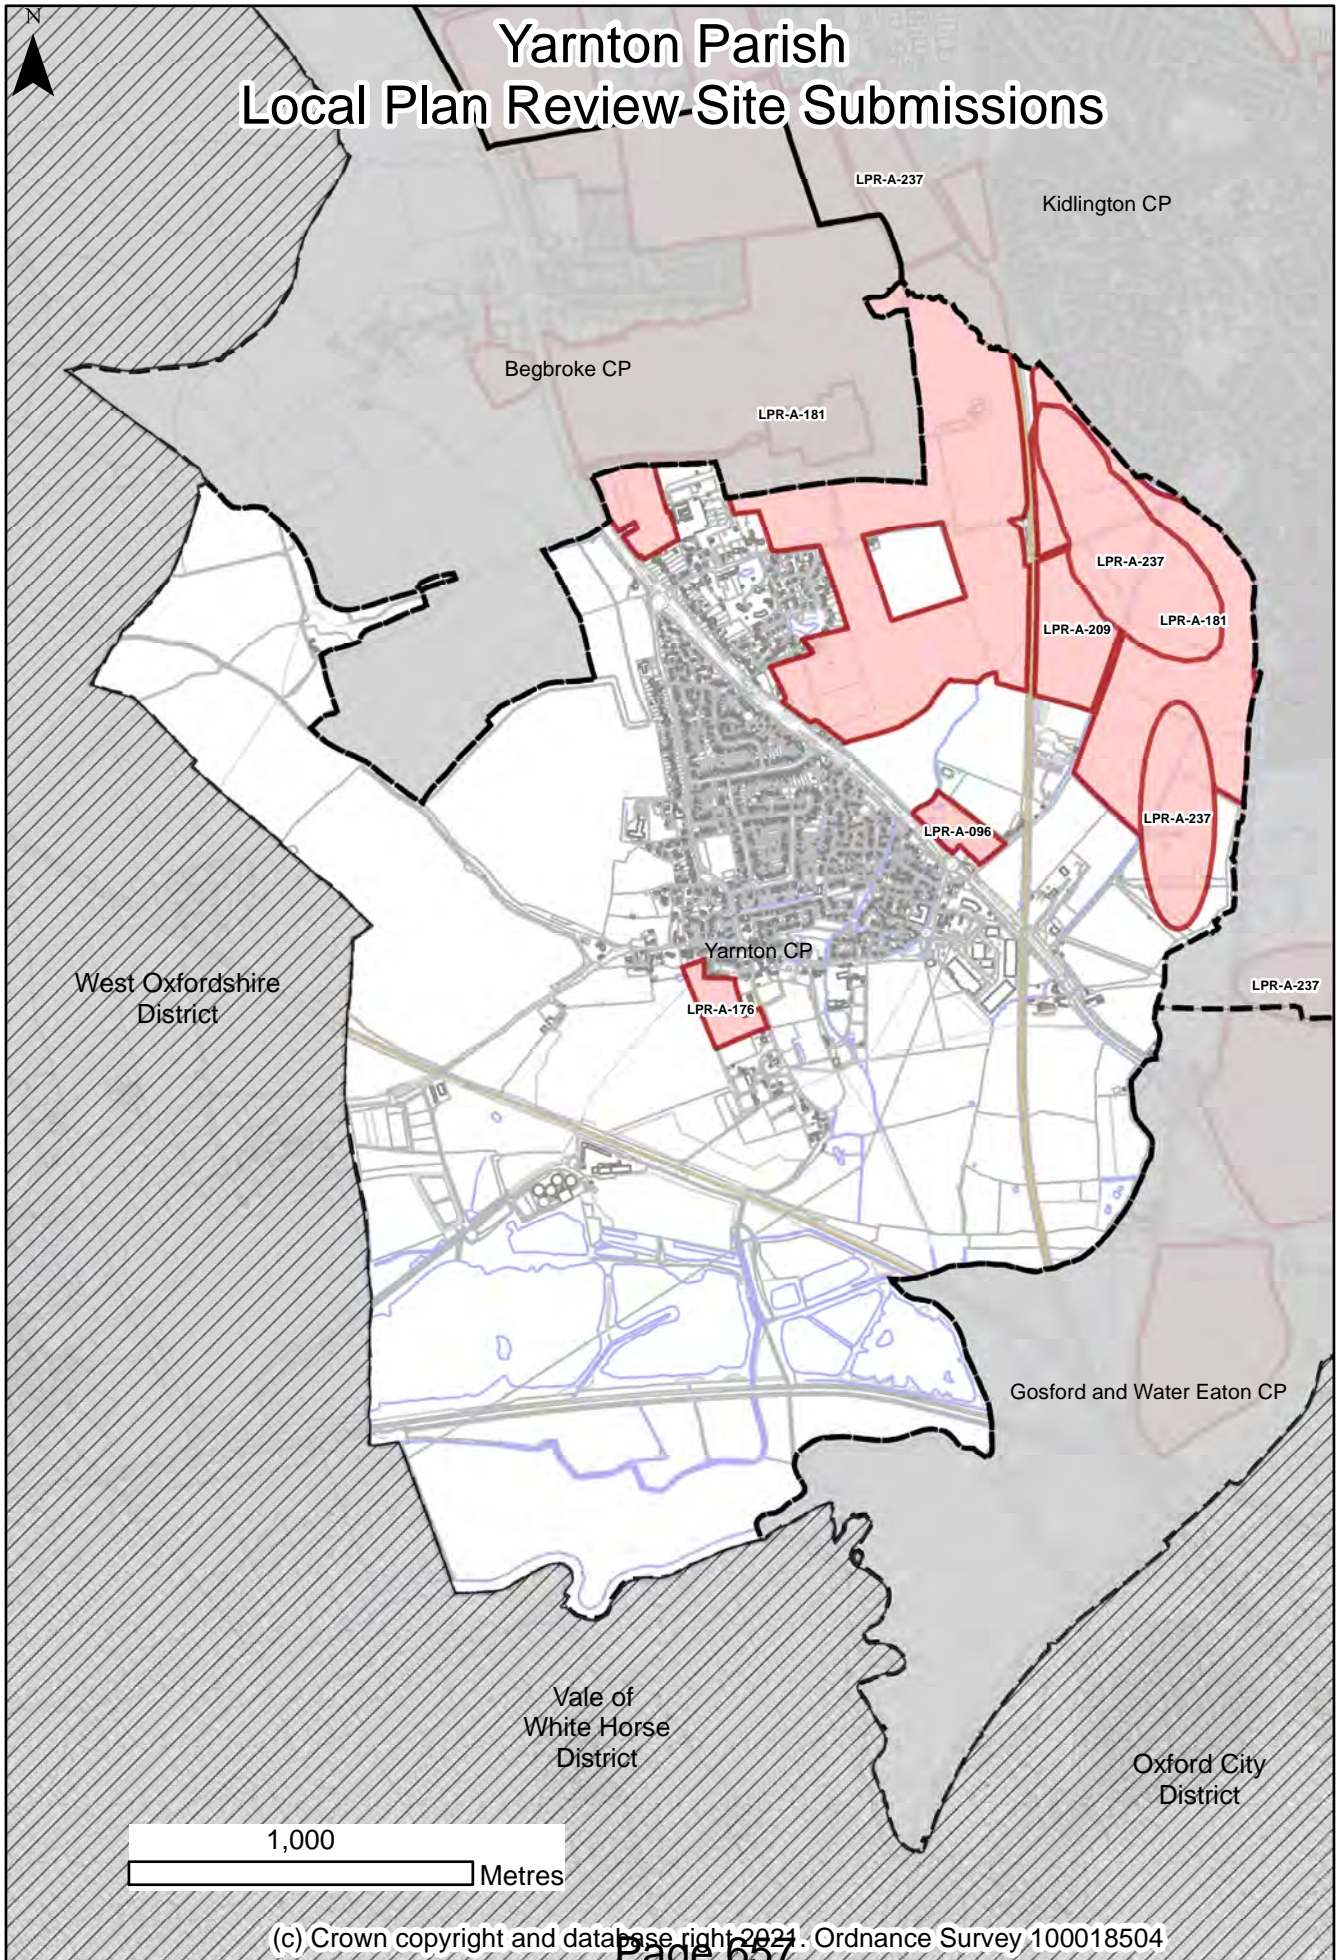 N
Yarnton Parish
Local Plan Review Site Submissions
LPR-A-237
Kidlington CP
Begbroke CP
LPR-A-181
LPR-A-237
LPR-A-181
LPR-A-209
LPR-A-237
LPR-A-096
Yarnton CP
LPR-A-237
West Oxfordshire
District
LPR-A-176
Gosford and Water Eaton CP
Vale of
White Horse
District
Oxford City
District
1,000
Metres
(c) Crown copyright and database right 2021. Ordnance Survey 100018504
Page 657